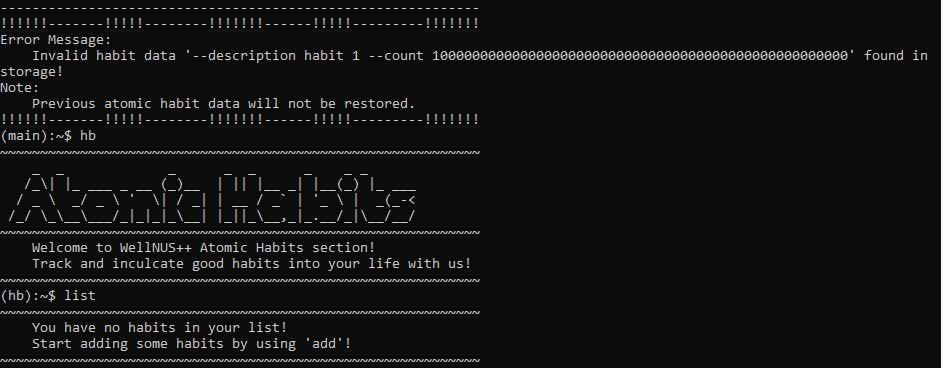 ------------------------------------------------------------
!!!!!!-------!!!!!--------!!!!!!!------!!!!!---------!!!!!!!
Error Message:
    Invalid habit data '--description habit 1 --count 1000000000000000000000000000000000000000000000000000' found in
storage!
Note:
    Previous atomic habit data will not be restored.
!!!!!!-------!!!!!--------!!!!!!!------!!!!!---------!!!!!!!
(main):~$ hb
~~~~~~~~~~~~~~~~~~~~~~~~~~~~~~~~~~~~~~~~~~~~~~~~~~~~~~~~~~~~
Atomic Habits
~~~~~~~~~~~~~~~~~~~~~~~~~~~~~~~~~~~~~~~~~~~~~~~~~~~~~~~~~~~~
    Welcome to WellNUS++ Atomic Habits section!
    Track and inculcate good habits into your life with us!
~~~~~~~~~~~~~~~~~~~~~~~~~~~~~~~~~~~~~~~~~~~~~~~~~~~~~~~~~~~~
(hb):~$ list
~~~~~~~~~~~~~~~~~~~~~~~~~~~~~~~~~~~~~~~~~~~~~~~~~~~~~~~~~~~~
    You have no habits in your list!
    Start adding some habits by using 'add'!
~~~~~~~~~~~~~~~~~~~~~~~~~~~~~~~~~~~~~~~~~~~~~~~~~~~~~~~~~~~~